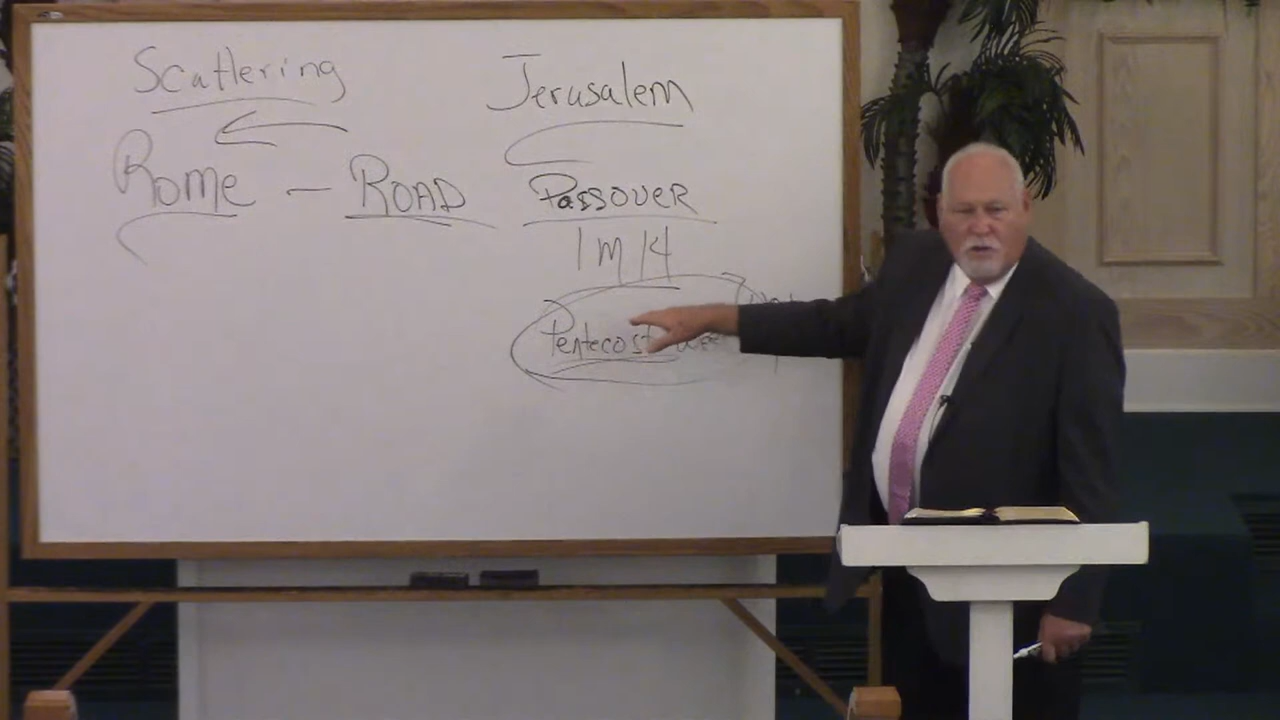 Scattering
Jerusalem
Rome — ROAD
PASSOVER
1 M 14
Pentecost